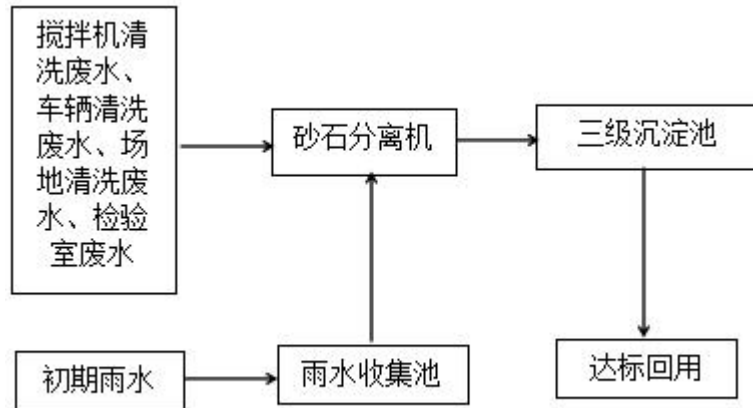 搅拌机清
洗废水、
车辆清洗
废水、场
地清洗废
水、检验
室废水
砂石分离机
三级沉淀池
初期雨水
雨水收集池
达标回用